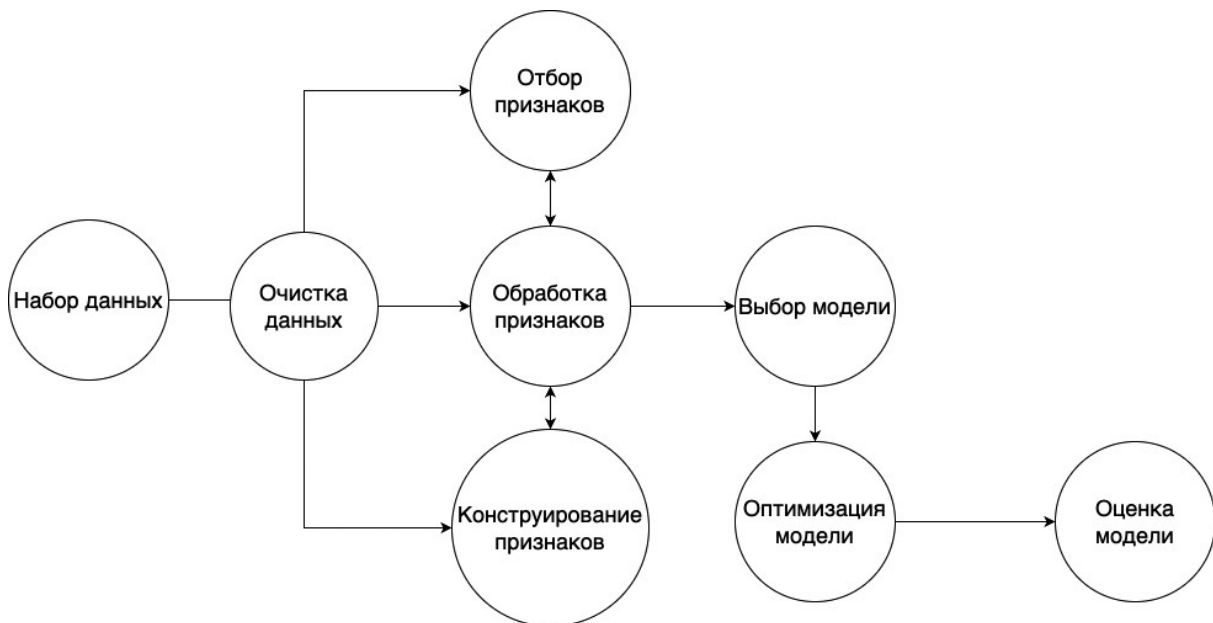 Отбор
признаков
Набор данных
Очистка
данных
Обработка
признаков
Выбор модели
Конструирование
признаков
Оптимизация
модели
Оценка
модели